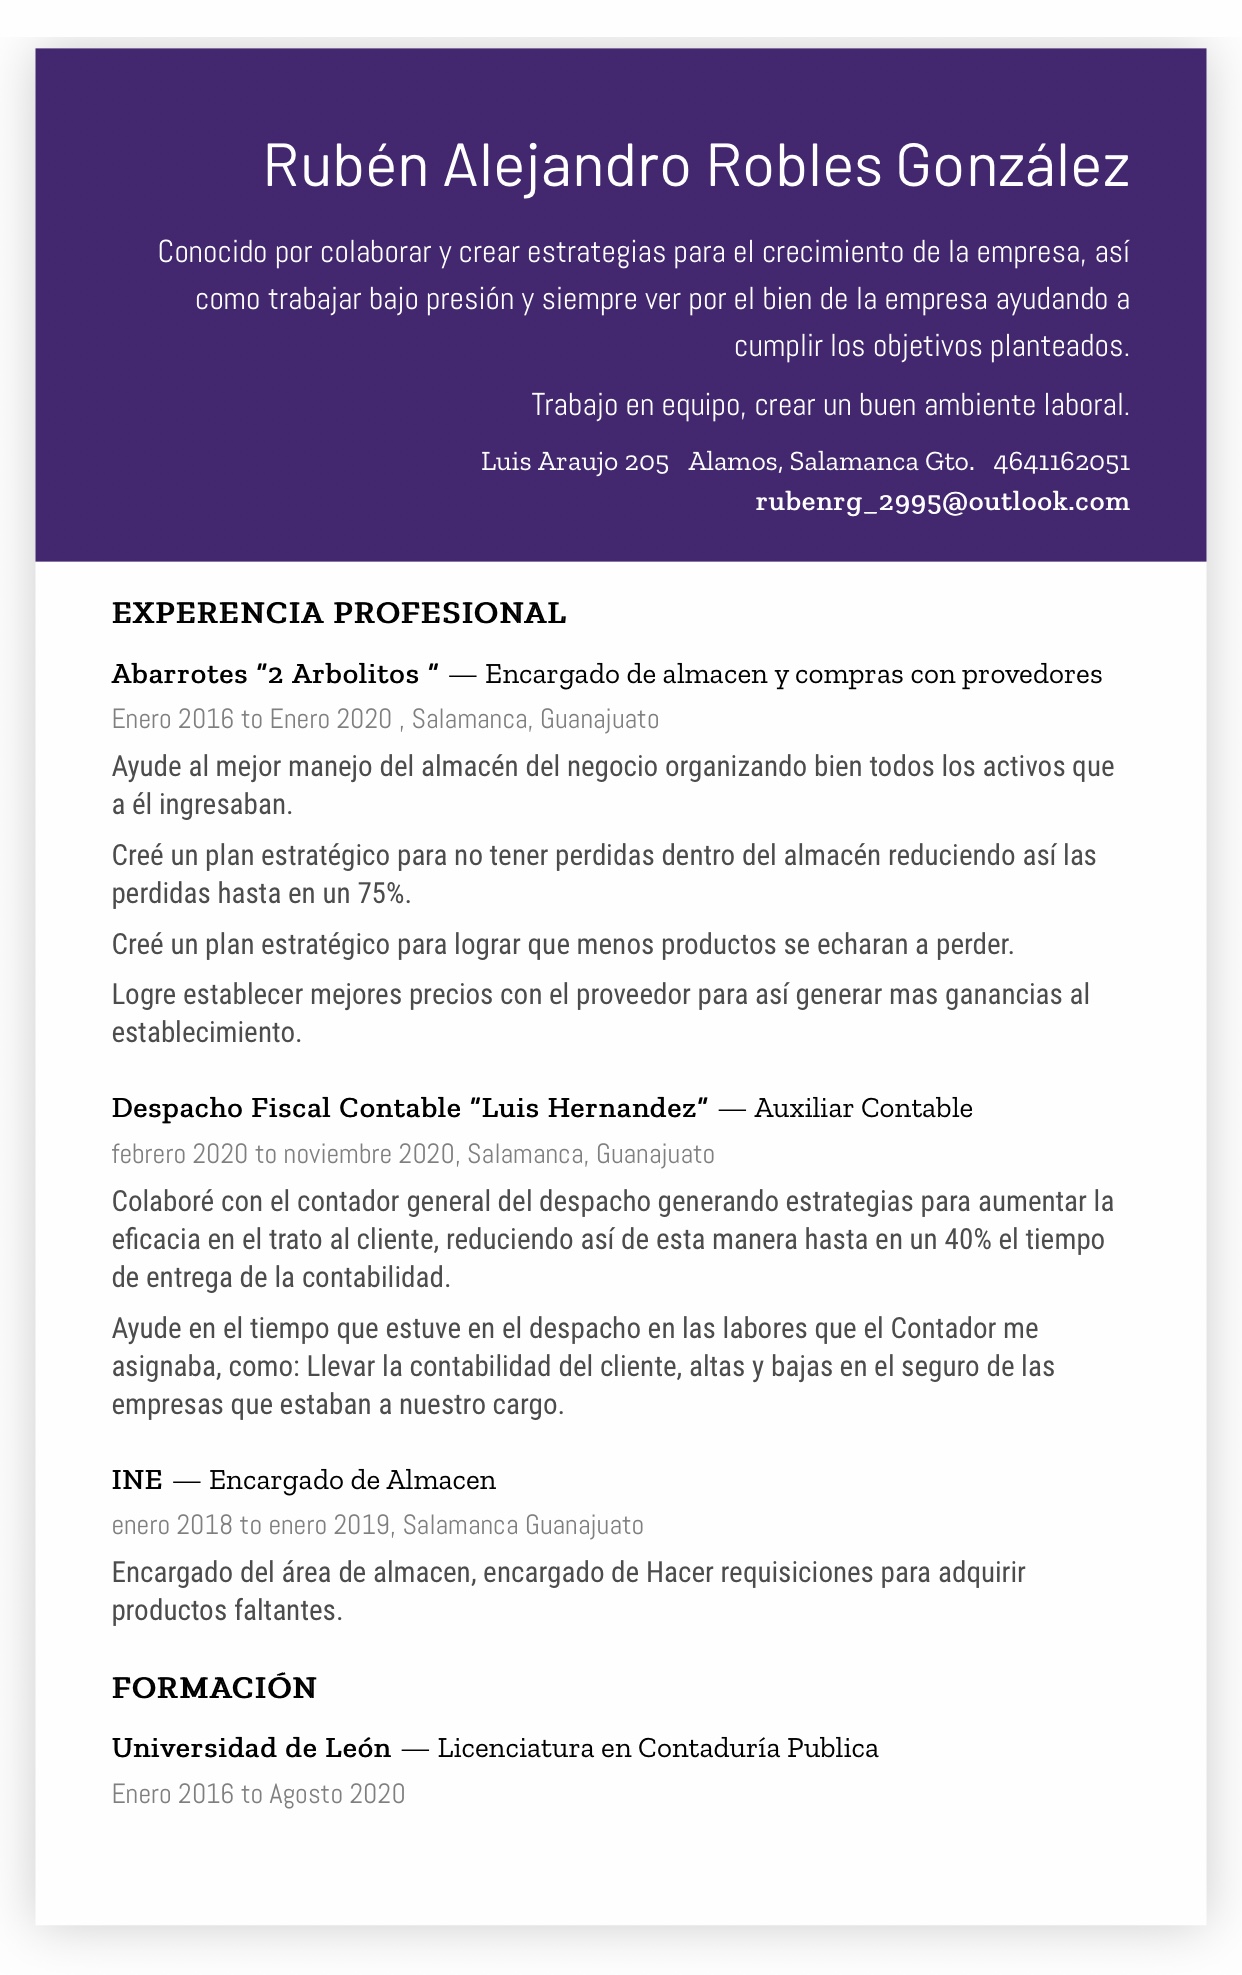 Rubén Alejandro Robles González
Conocido por colaborar y crear estrategias para el crecimiento de la empresa, así
como trabajar bajo presión y siempre ver por el bien de la empresa ayudando a
cumplir los objetivos planteados.
Trabajo en equipo, crear un buen ambiente laboral.
Luis Araujo 205   Alamos, Salamanca Gto.   4641162051
rubenrg_2995@outlook.com
EXPERENCIA PROFESIONAL
Abarrotes "2 Arbolitos " — Encargado de almacen y compras con provedores
Enero 2016 to Enero 2020 , Salamanca, Guanajuato
Ayude al mejor manejo del almacén del negocio organizando bien todos los activos que
a él ingresaban.
Creé un plan estratégico para no tener perdidas dentro del almacén reduciendo así las
perdidas hasta en un 75%.
Creé un plan estratégico para lograr que menos productos se echaran a perder.
Logre establecer mejores precios con el proveedor para así generar mas ganancias al
establecimiento.
Despacho Fiscal Contable "Luis Hernandez" — Auxiliar Contable
febrero 2020 to noviembre 2020, Salamanca, Guanajuato
Colaboré con el contador general del despacho generando estrategias para aumentar la
eficacia en el trato al cliente, reduciendo así de esta manera hasta en un 40% el tiempo
de entrega de la contabilidad.
Ayude en el tiempo que estuve en el despacho en las labores que el Contador me
asignaba, como: Llevar la contabilidad del cliente, altas y bajas en el seguro de las
empresas que estaban a nuestro cargo.
INE — Encargado de Almacen
enero 2018 to enero 2019, Salamanca Guanajuato
Encargado del área de almacen, encargado de Hacer requisiciones para adquirir
productos faltantes.
FORMACIÓN
Universidad de León — Licenciatura en Contaduría Publica
Enero 2016 to Agosto 2020